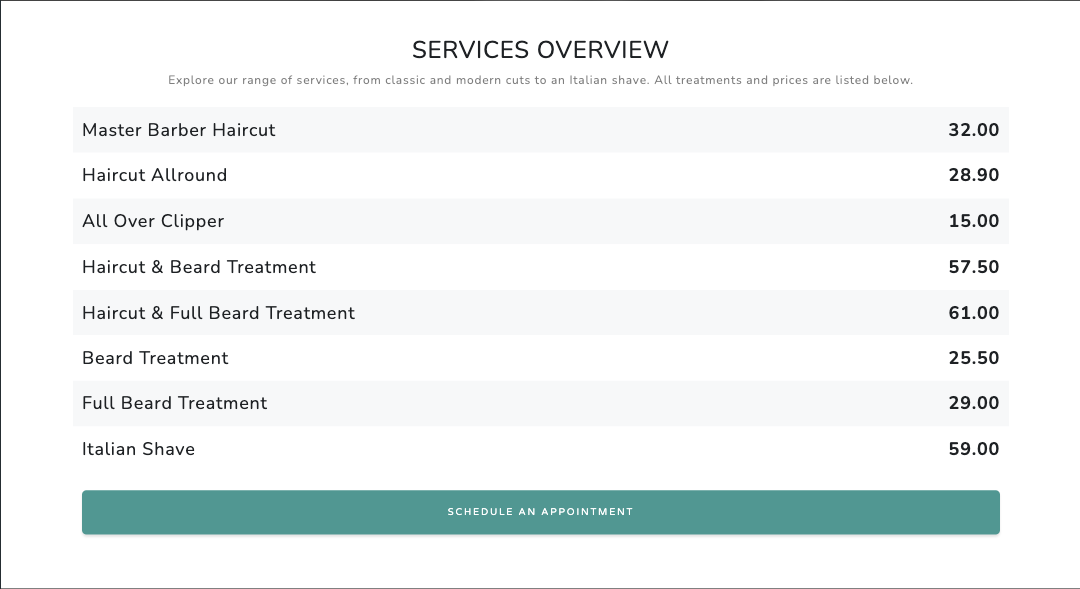 SERVICES OVERVIEW
Explore our range of services, from classic and modern cuts to an Italian shave. All treatments and prices are listed below.
Master Barber Haircut 32.00
Haircut Allround 28.90
All Over Clipper 15.00
Haircut & Beard Treatment 57.50
Haircut & Full Beard Treatment 61.00
Beard Treatment 25.50
Full Beard Treatment 29.00
Italian Shave 59.00
SCHEDULE AN APPOINTMENT